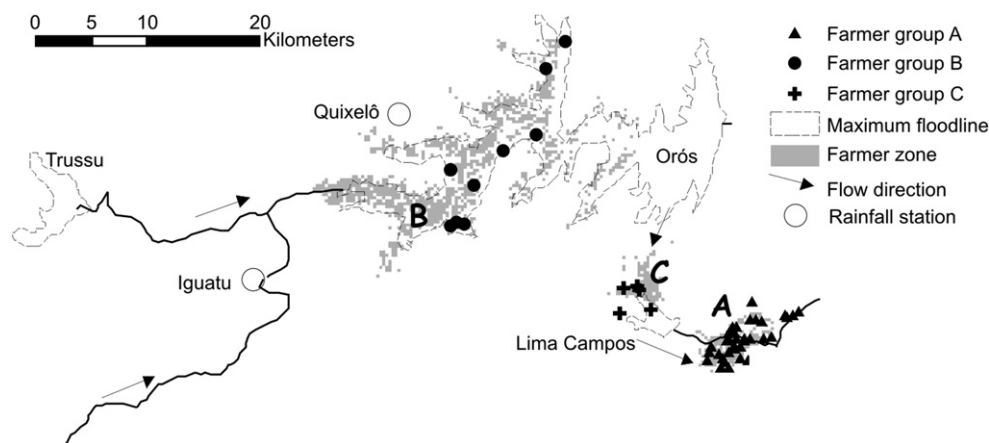 0 5 10 20
Kilometers
Farmer group A
Farmer group B
Farmer group C
Maximum floodline
Farmer zone
Flow direction
Rainfall station
Quixelô
Trussu
Orós
B
Iguatu
C
A
Lima Campos